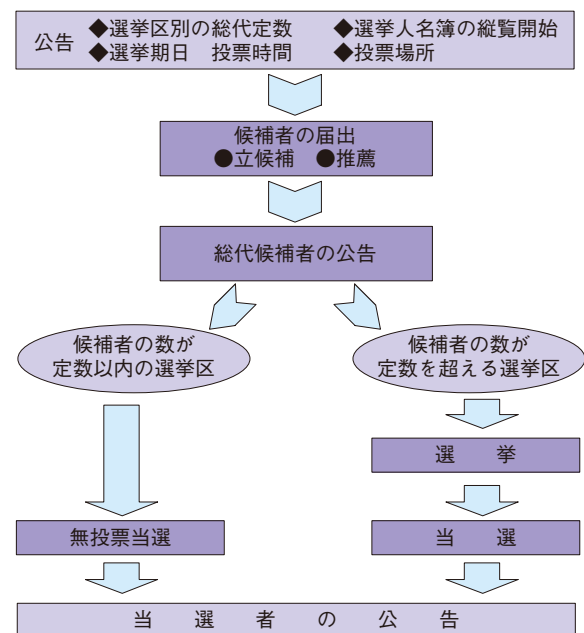 公告 ◆選挙区別の総代定数 ◆選挙人名簿の縦覧開始
◆選挙期日 投票時間 ◆投票場所
候補者の届出
●立候補 ●推薦
総代候補者の公告
候補者の数が
定数以内の選挙区
候補者の数が
定数を超える選挙区
選 挙
無投票当選
当 選
当 選 者 の 公 告